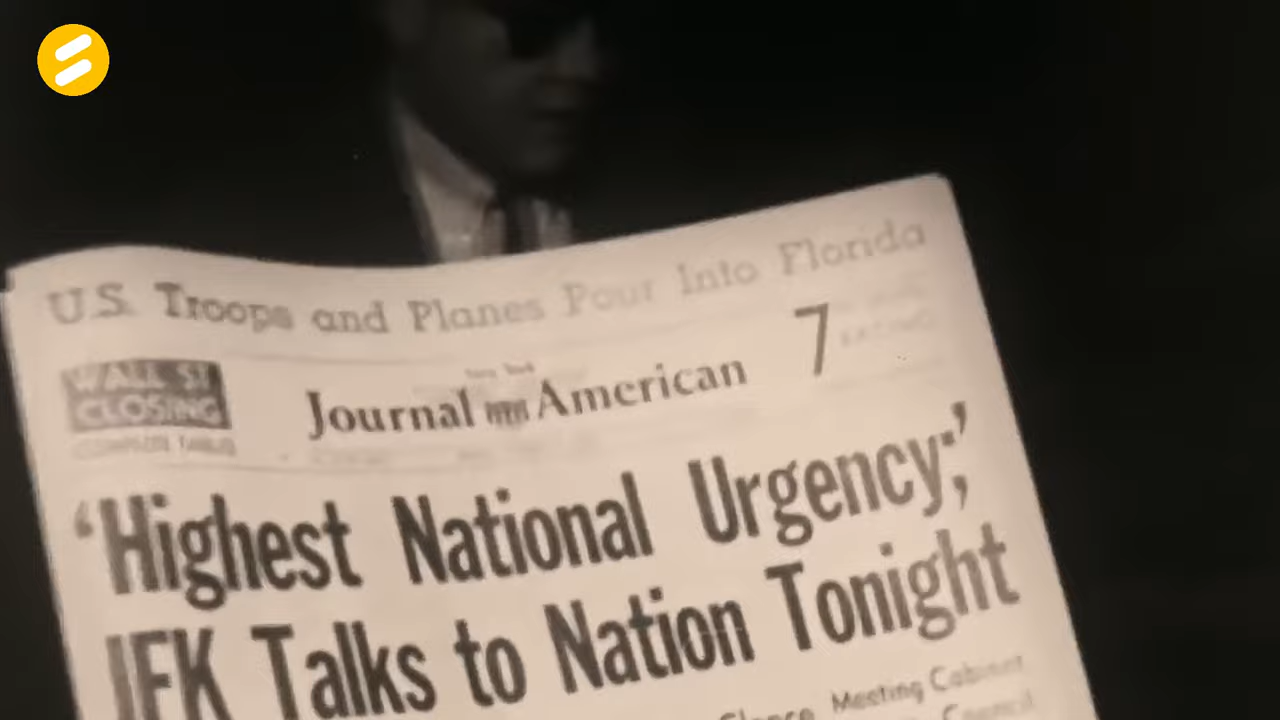 U.S. Troops and Planes Pour Into Florida
WALL ST.
CLOSING
7
Journal American
'Highest National Urgency;'
JFK Talks to Nation Tonight
Meeting Cabinet
Council